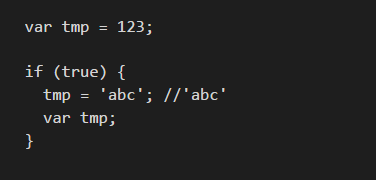 var tmp = 123;
if (true) {
tmp = 'abc'; //'abc'
var tmp;
}